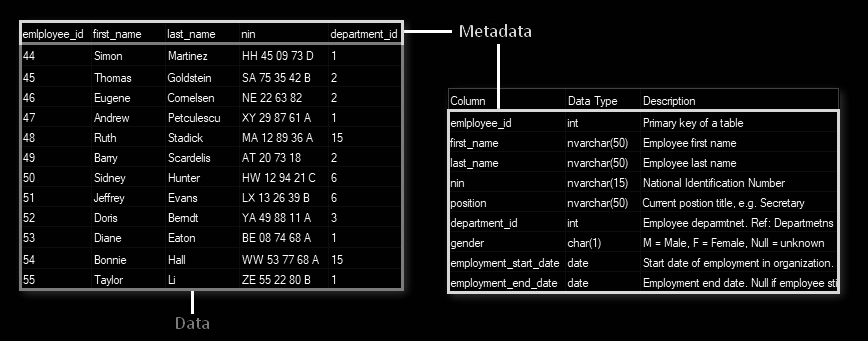 emlployee_id first_name last_name nin department_id
44 Simon Martinez HH 45 09 73 D 1
45 Thomas Goldstein SA 75 35 42 B 2
46 Eugene Cornelsen NE 22 63 82 2
47 Andrew Petculescu XY 29 87 61 A 1
48 Ruth Stadick MA 12 89 36 A 15
49 Barry Scardelis AT 20 73 18 2
50 Sidney Hunter HW 12 94 21 C 6
51 Jeffrey Evans LX 13 26 39 B 6
52 Doris Berndt YA 49 88 11 A 3
53 Diane Eaton BE 08 74 68 A 1
54 Bonnie Hall WW 53 77 68 A 15
55 Taylor Li ZE 55 22 80 B 1
Data
Metadata
Column Data Type Description
emlployee_id int Primary key of a table
first_name nvarchar(50) Employee first name
last_name nvarchar(50) Employee last name
nin nvarchar(15) National Identification Number
position nvarchar(50) Current postion title, e.g. Secretary
department_id int Employee depamtnet. Ref: Departmetns
gender char(1) M = Male, F = Female, Null = unknown
employment_start_date date Start date of employment in organization.
employment_end_date date Employment end date. Null if employee sti